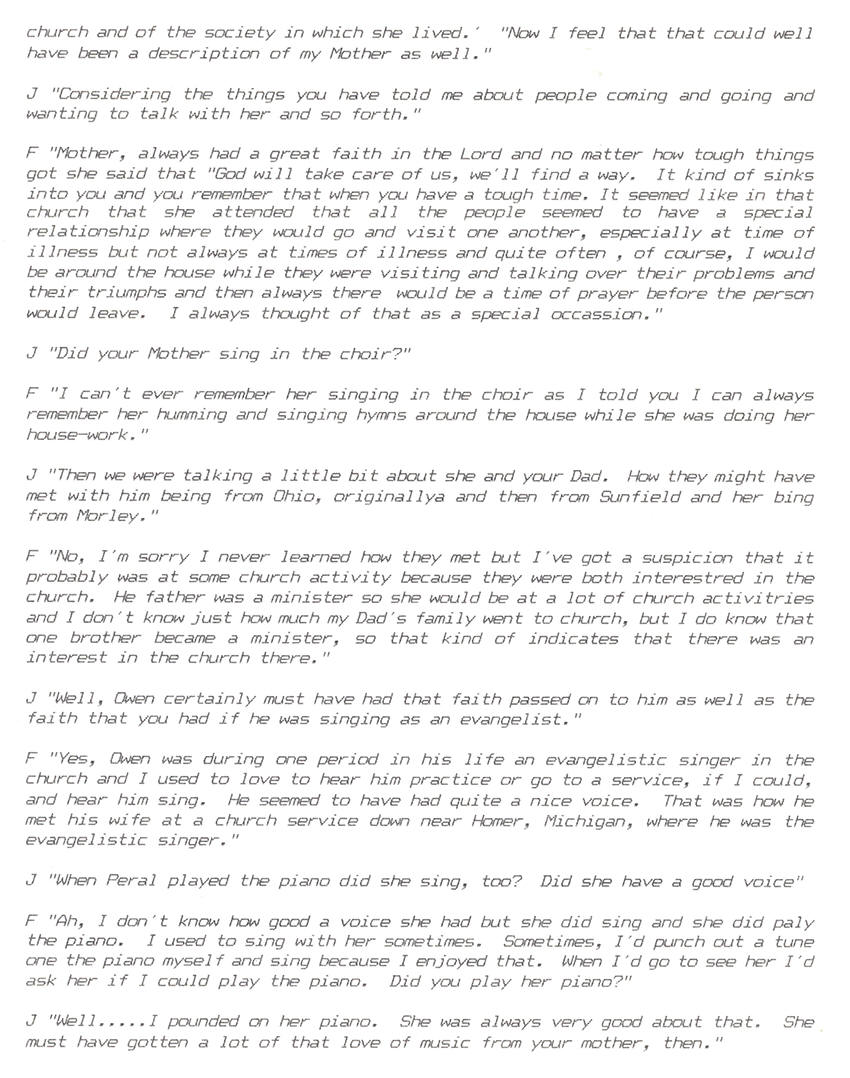 church and of the society in which she lived.´ "Now I feel that that could well
have been a description of my Mother as well."
J "Considering the things you have told me about people coming and going and
wanting to talk with her and so forth."
F "Mother, always had a great faith in the Lord and no matter how tough things
got she said that "God will take care of us, we´ll find a way. It kind of sinks
into you and you remember that when you have a tough time. It seemed like in that
church that she attended that all the people seemed to have a special
relationship where they would go and visit one another, especially at time of
illness but not always at times of illness and quite often , of course, I would
be around the house while they were visiting and talking over their problems and
their triumphs and then always there would be a time of prayer before the person
would leave. I always thought of that as a special occassion."
J "Did your Mother sing in the choir?"
F "I can´t ever remember her singing in the choir as I told you I can always
remember her humming and singing hymns around the house while she was doing her
house-work."
J "Then we were talking a little bit about she and your Dad. How they might have
met with him being from Ohio, originallya and then from Sunfield and her bing
from Morley."
F "No, I´m sorry I never learned how they met but I´ve got a suspicion that it
probably was at some church activity because they were both interestred in the
church. He father was a minister so she would be at a lot of church activitries
and I don´t know just how much my Dad´s family went to church, but I do know that
one brother became a minister, so that kind of indicates that there was an
interest in the church there."
J "Well, Owen certainly must have had that faith passed on to him as well as the
faith that you had if he was singing as an evangelist."
F "Yes, Owen was during one period in his life an evangelistic singer in the
church and I used to love to hear him practice or go to a service, if I could,
and hear him sing. He seemed to have had quite a nice voice. That was how he
met his wife at a church service down near Homer, Michigan, where he was the
evangelistic singer."
J "When Peral played the piano did she sing, too? Did she have a good voice"
F "Ah, I don´t know how good a voice she had but she did sing and she did paly
the piano. I used to sing with her sometimes. Sometimes, I´d punch out a tune
one the piano myself and sing because I enjoyed that. When I´d go to see her I´d
ask her if I could play the piano. Did you play her piano?"
J "Well.....I pounded on her piano. She was always very good about that. She
must have gotten a lot of that love of music from your mother, then."